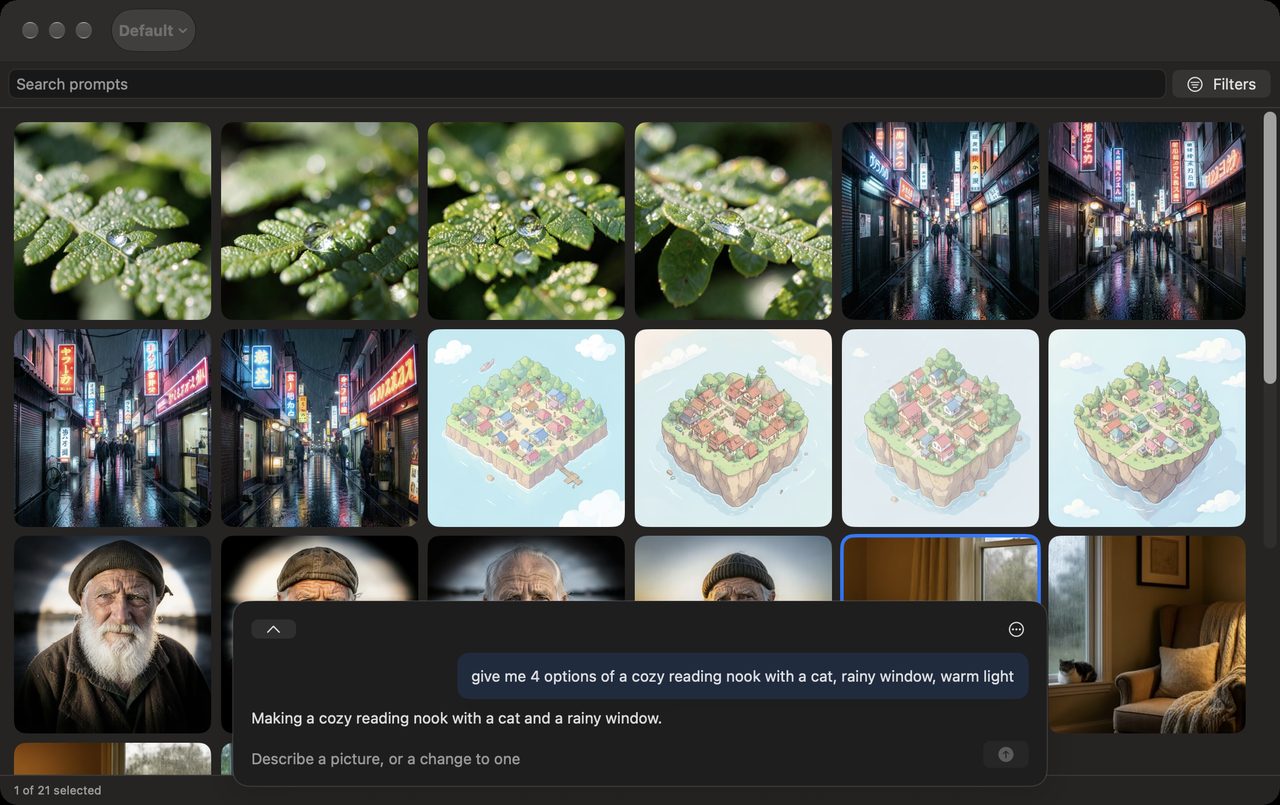 Default
Search prompts
Filters
give me 4 options of a cozy reading nook with a cat, rainy window, warm light
Making a cozy reading nook with a cat and a rainy window.
Describe a picture, or a change to one
1 of 21 selected